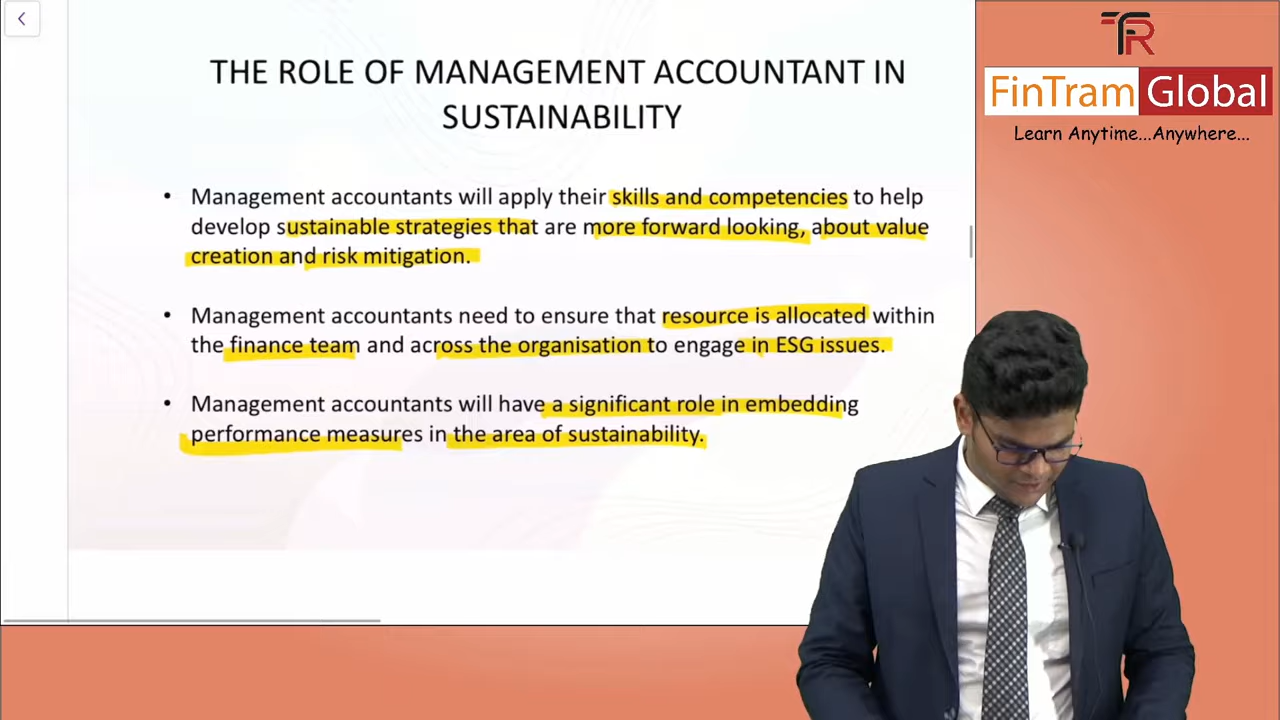 THE ROLE OF MANAGEMENT ACCOUNTANT IN
SUSTAINABILITY
• Management accountants will apply their skills and competencies to help
develop sustainable strategies that are more forward looking, about value
creation and risk mitigation.
• Management accountants need to ensure that resource is allocated within
the finance team and across the organisation to engage in ESG issues.
• Management accountants will have a significant role in embedding
performance measures in the area of sustainability.
FinTram Global
Learn Anytime...Anywhere...